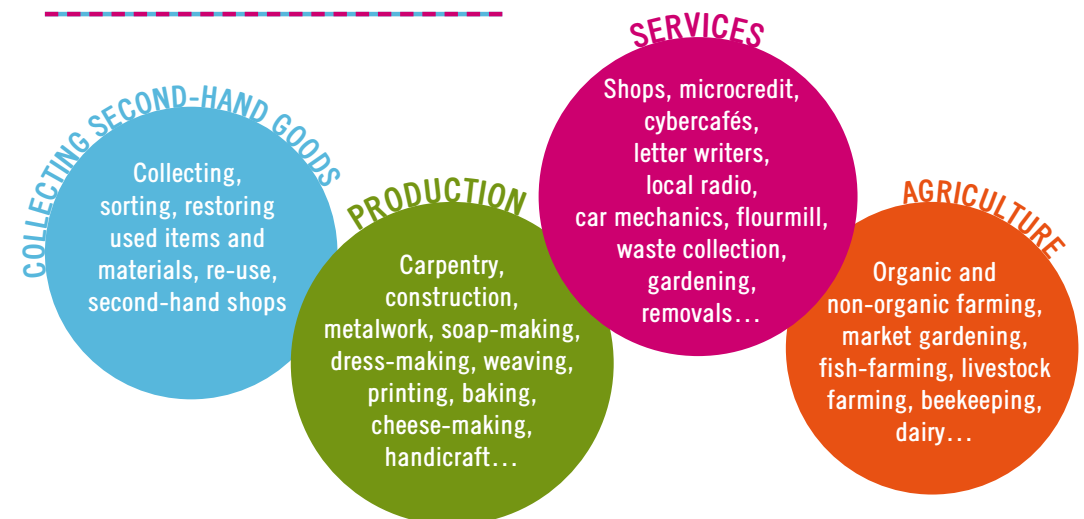 COLLECTING SECOND-HAND GOODS
Collecting,
sorting, restoring
used items and
materials, re-use,
second-hand shops
PRODUCTION
Carpentry,
construction,
metalwork, soap-making,
dress-making, weaving,
printing, baking,
cheese-making,
handicraft...
SERVICES
Shops, microcredit,
cybercafés,
letter writers,
local radio,
car mechanics, flourmill,
waste collection,
gardening,
removals...
AGRICULTURE
Organic and
non-organic farming,
market gardening,
fish-farming, livestock
farming, beekeeping,
dairy...